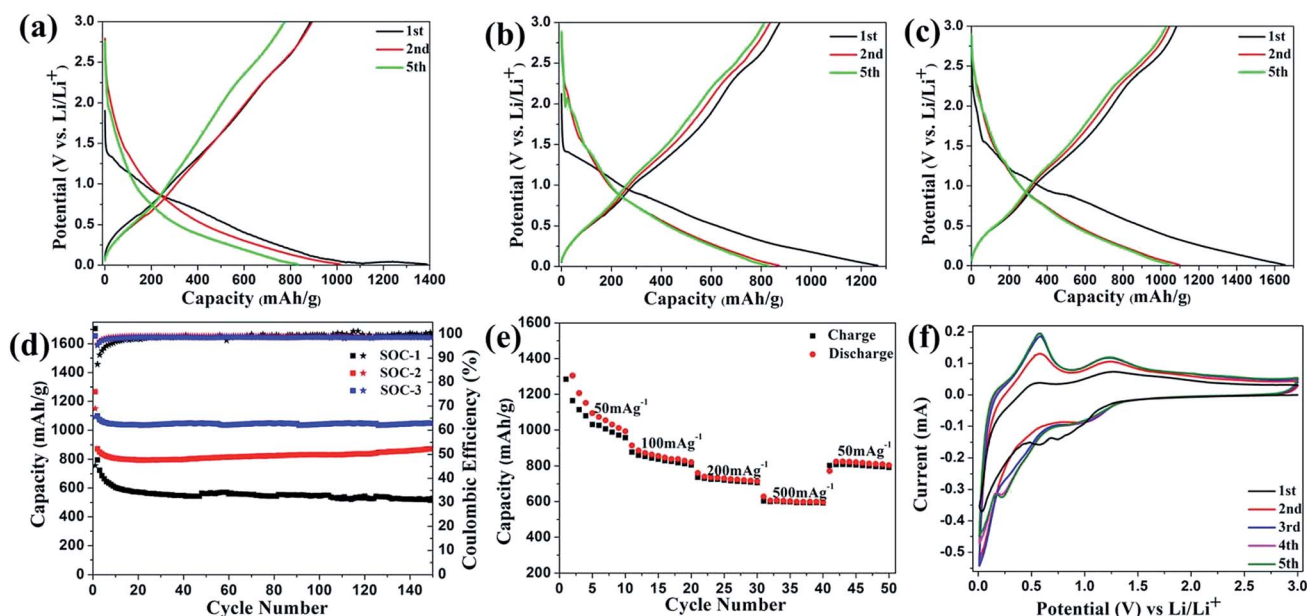 (a)
1st
2nd
5th
Potential (V vs. Li/Li+)
3.0
2.5
2.0
1.5
1.0
0.5
0.0
0 200 400 600 800 1000 1200 1400
Capacity (mAh/g)
(b)
1st
2nd
5th
Potential (V vs. Li/Li+)
3.0
2.5
2.0
1.5
1.0
0.5
0.0
0 200 400 600 800 1000 1200
Capacity (mAh/g)
(c)
1st
2nd
5th
Potential (V vs. Li/Li+)
3.0
2.5
2.0
1.5
1.0
0.5
0.0
0 200 400 600 800 1000 1200 1400 1600
Capacity (mAh/g)
(d)
SOC-1
SOC-2
SOC-3
Capacity (mAh/g)
1600
1400
1200
1000
800
600
400
200
0
Coulombic Efficiency (%)
100
90
80
70
60
50
40
30
20
10
0
0 20 40 60 80 100 120 140
Cycle Number
(e)
Charge
Discharge
Capacity (mAh/g)
1600
1400
1200
1000
800
600
400
200
50mAg-1
100mAg-1
200mAg-1
500mAg-1
50mAg-1
0 5 10 15 20 25 30 35 40 45 50
Cycle Number
(f)
1st
2nd
3rd
4th
5th
Current (mA)
0.2
0.1
0.0
-0.1
-0.2
-0.3
-0.4
-0.5
0.0 0.5 1.0 1.5 2.0 2.5 3.0
Potential (V) vs Li/Li+